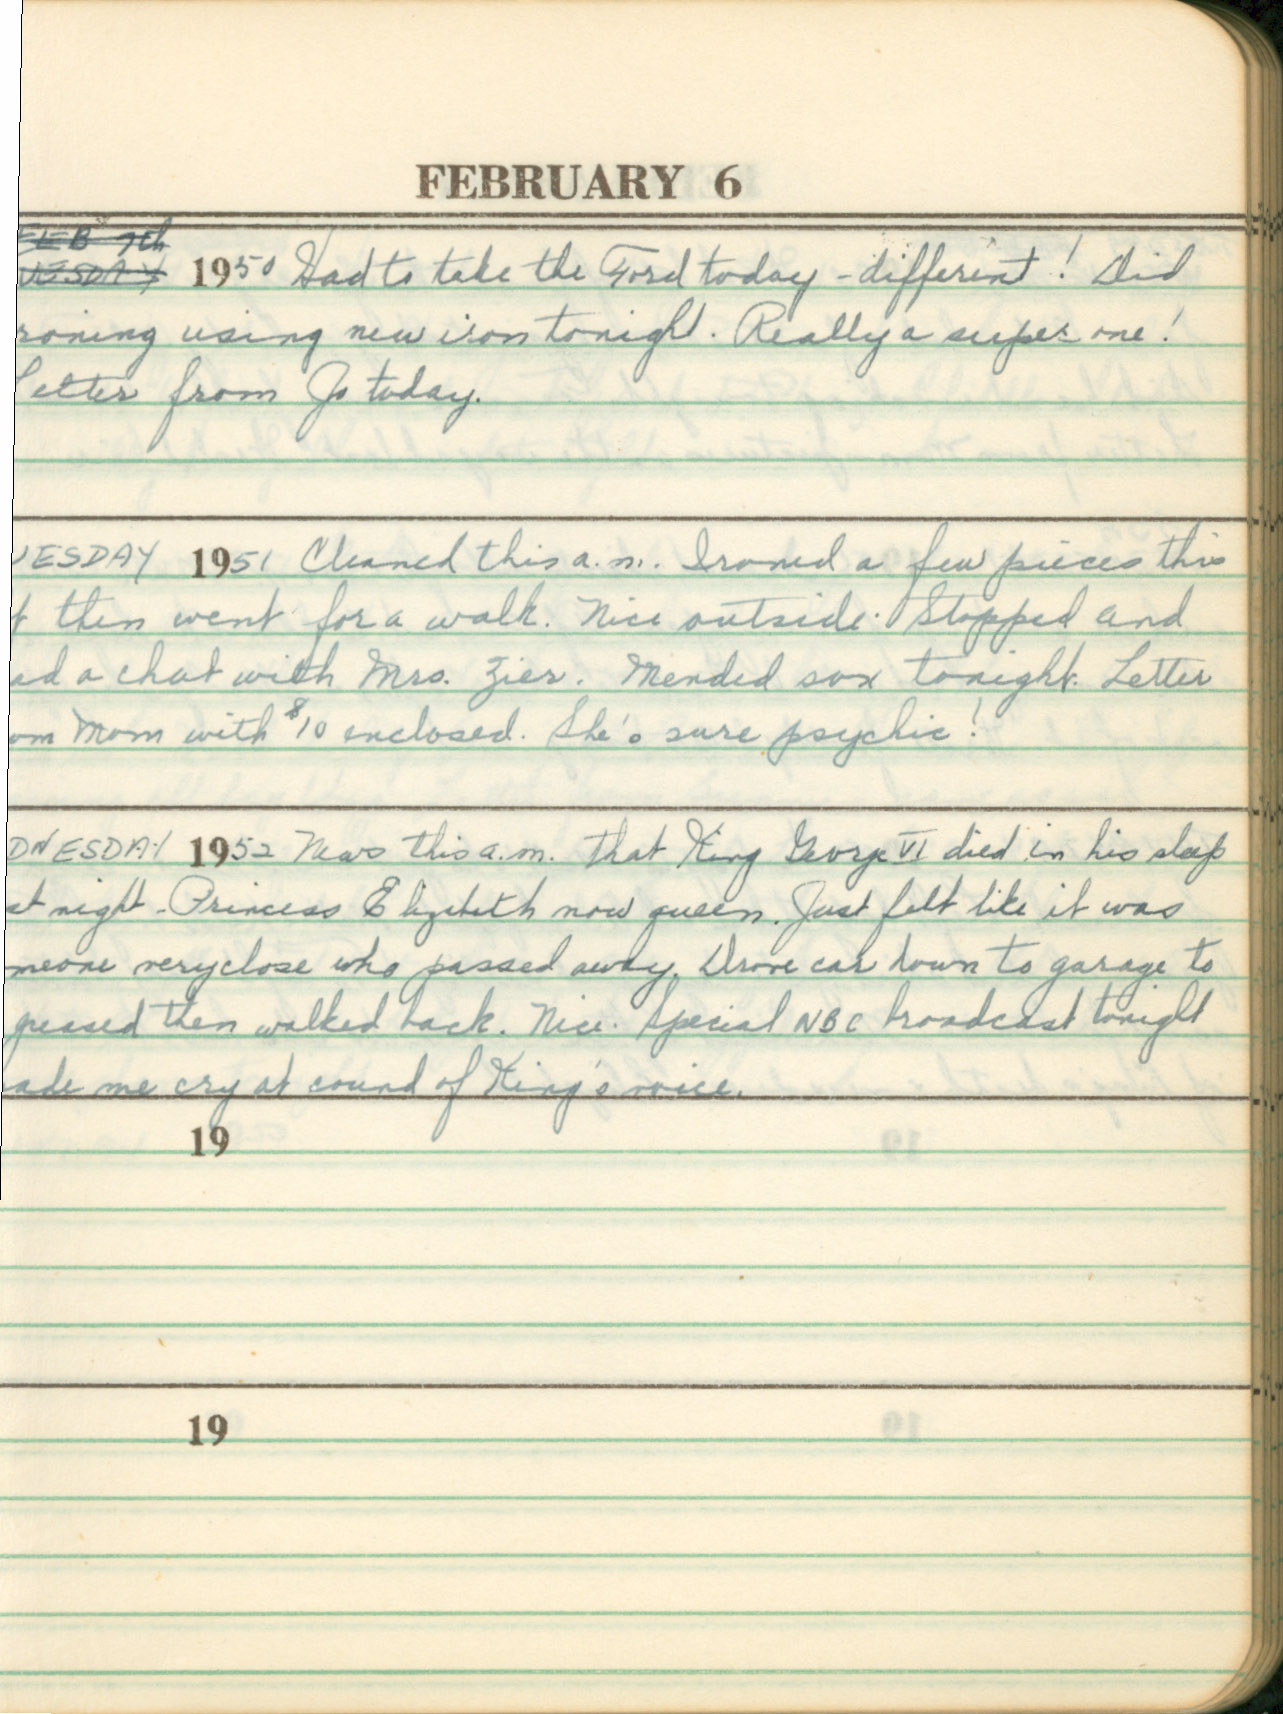 FEBRUARY 6
FEB 7th
UESDAY 1950 Had to take the Ford today - different! Did
roning using new iron tonight. Really a super one!
Letter from Jo today.
UESDAY 1951 Cleaned this a.m. Ironed a few pieces this
t then went for a walk. Nice outside. Stopped and
ad a chat with Mrs. Zier. Mended sox tonight. Letter
om Mom with $10 enclosed. She's sure psychic!
DNESDAY 1952 News this a.m. that King George VI died in his sleep
st night - Princess Elizabeth now queen. Just felt like it was
meone very close who passed away. Drove car down to garage to
greased then walked back. Nice. Special NBC broadcast tonight
ade me cry at sound of King's voice.
19
19